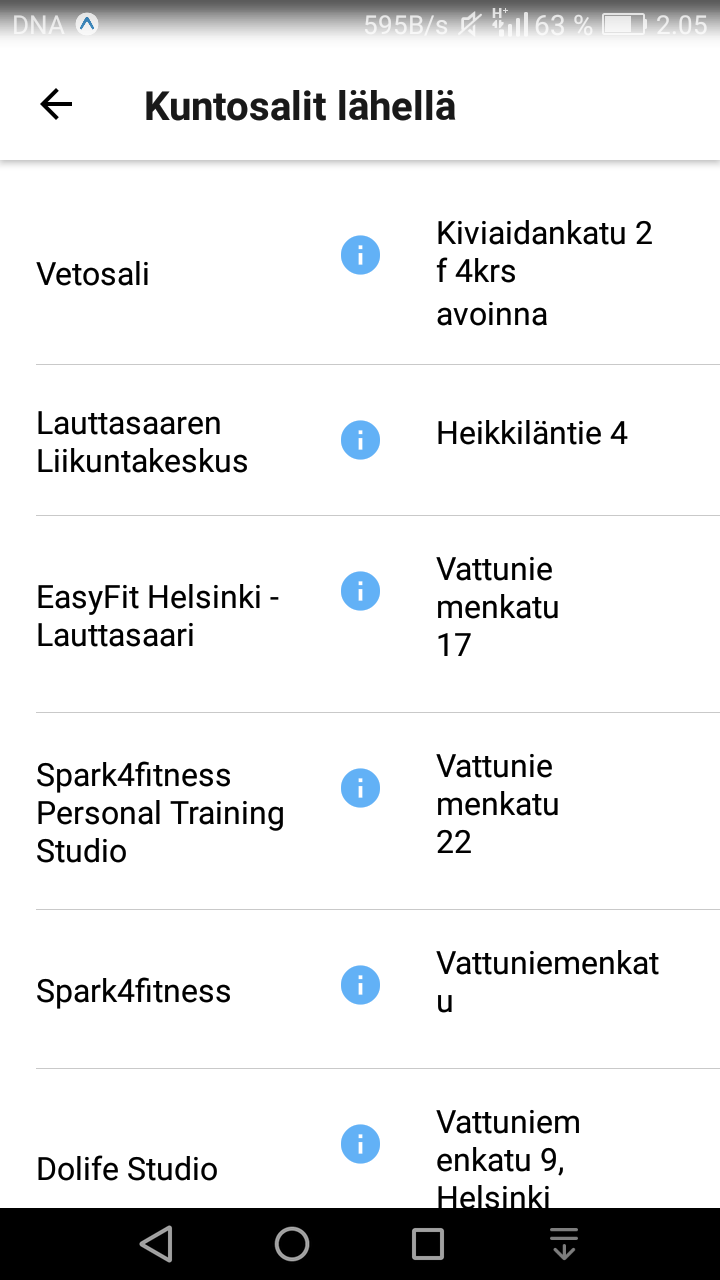 DNA 595B/s H+ 63 % 2.05
Kuntosalit lähellä
Vetosali
Kiviaidankatu 2
f 4krs
avoinna
Lauttasaaren
Liikuntakeskus
Heikkiläntie 4
EasyFit Helsinki -
Lauttasaari
Vattunie
menkatu
17
Spark4fitness
Personal Training
Studio
Vattunie
menkatu
22
Spark4fitness
Vattuniemenkat
u
Dolife Studio
Vattuniem
enkatu 9,
Helsinki